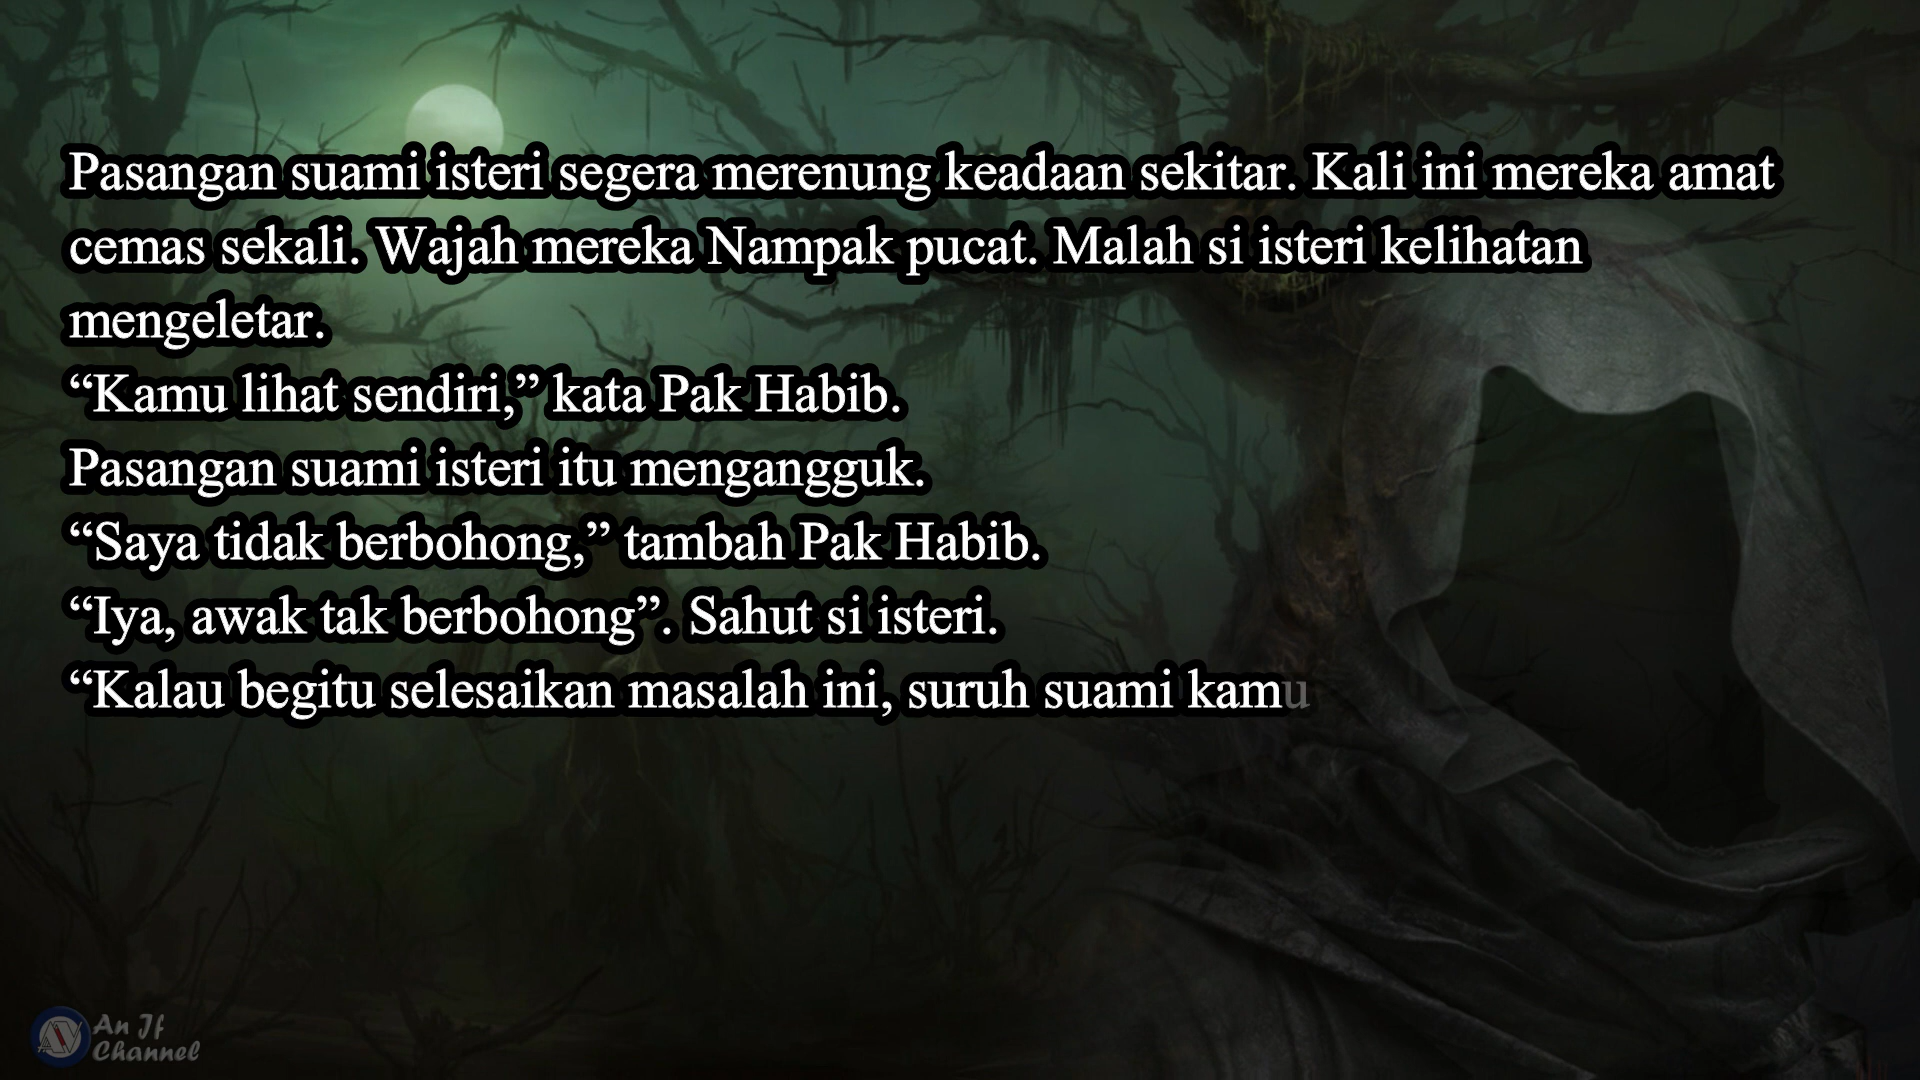 Pasangan suami isteri segera merenung keadaan sekitar. Kali ini mereka amat
cemas sekali. Wajah mereka Nampak pucat. Malah si isteri kelihatan
mengeletar.
“Kamu lihat sendiri,” kata Pak Habib.
Pasangan suami isteri itu mengangguk.
“Saya tidak berbohong,” tambah Pak Habib.
“Iya, awak tak berbohong”. Sahut si isteri.
“Kalau begitu selesaikan masalah ini, suruh suami kamu
An If
Channel